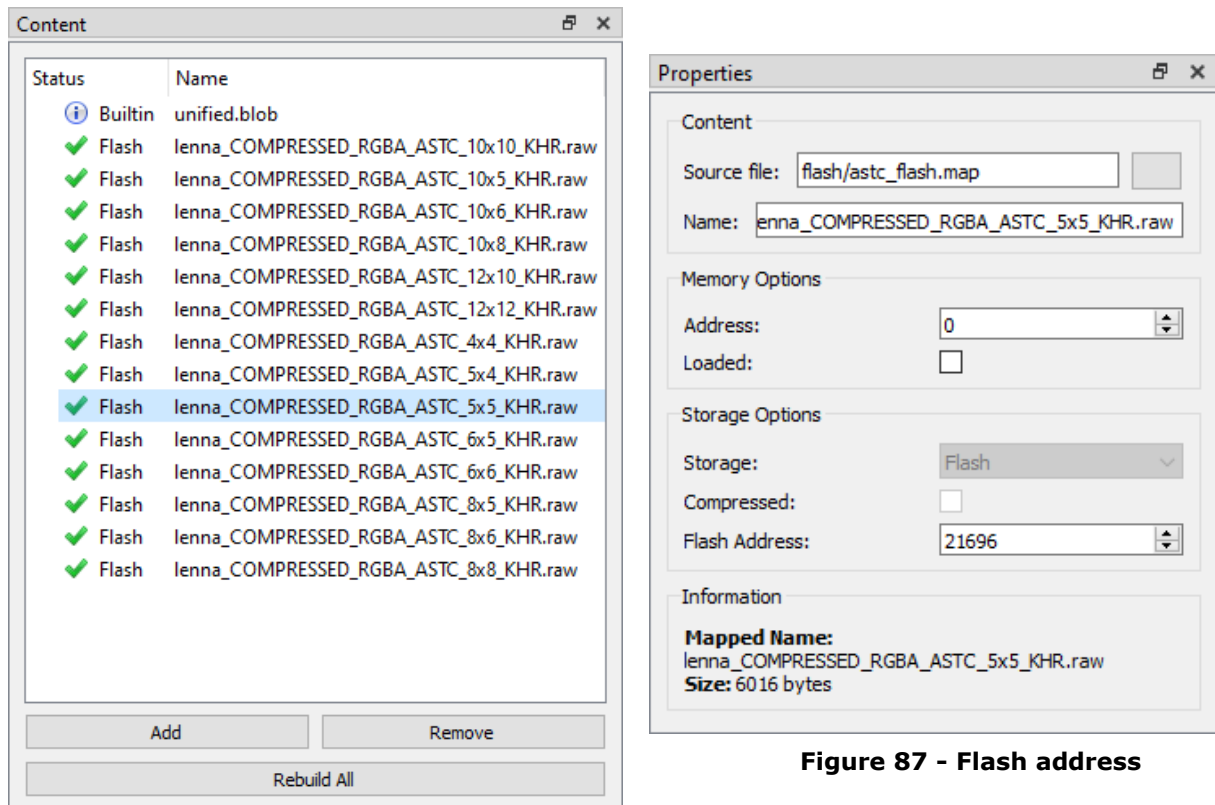 Content
Status Name
Builtin unified.blob
Flash lenna_COMPRESSED_RGBA_ASTC_10x10_KHR.raw
Flash lenna_COMPRESSED_RGBA_ASTC_10x5_KHR.raw
Flash lenna_COMPRESSED_RGBA_ASTC_10x6_KHR.raw
Flash lenna_COMPRESSED_RGBA_ASTC_10x8_KHR.raw
Flash lenna_COMPRESSED_RGBA_ASTC_12x10_KHR.raw
Flash lenna_COMPRESSED_RGBA_ASTC_12x12_KHR.raw
Flash lenna_COMPRESSED_RGBA_ASTC_4x4_KHR.raw
Flash lenna_COMPRESSED_RGBA_ASTC_5x4_KHR.raw
Flash lenna_COMPRESSED_RGBA_ASTC_5x5_KHR.raw
Flash lenna_COMPRESSED_RGBA_ASTC_6x5_KHR.raw
Flash lenna_COMPRESSED_RGBA_ASTC_6x6_KHR.raw
Flash lenna_COMPRESSED_RGBA_ASTC_8x5_KHR.raw
Flash lenna_COMPRESSED_RGBA_ASTC_8x6_KHR.raw
Flash lenna_COMPRESSED_RGBA_ASTC_8x8_KHR.raw
Add Remove
Rebuild All
Properties
Content
Source file: flash/astc_flash.map
Name: enna_COMPRESSED_RGBA_ASTC_5x5_KHR.raw
Memory Options
Address: 0
Loaded:
Storage Options
Storage: Flash
Compressed:
Flash Address: 21696
Information
Mapped Name:
lenna_COMPRESSED_RGBA_ASTC_5x5_KHR.raw
Size: 6016 bytes
Figure 87 - Flash address